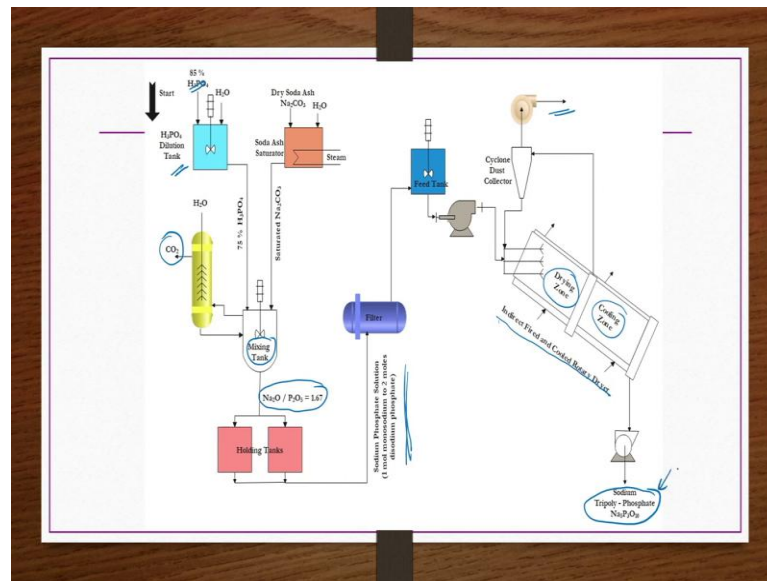 85 %
H₃PO₄
H₂O
Start
H₃PO₄
Dilution
Tank
Dry Soda Ash
Na₂CO₃
H₂O
Soda Ash
Saturator
Steam
75 % H₃PO₄
Saturated Na₂CO₃
H₂O
CO₂
Mixing
Tank
Na₂O / P₂O₅ = 1.67
Holding Tanks
Sodium Phosphate Solution
(1 mol monosodium to 2 moles
disodium phosphate)
Filter
Feed Tank
Cyclone
Dust
Collector
Drying
Zone
Cooling
Zone
Indirect Fired and Cooled Rotary Dryer
Sodium
Tripoly - Phosphate
Na₅P₃O₁₀